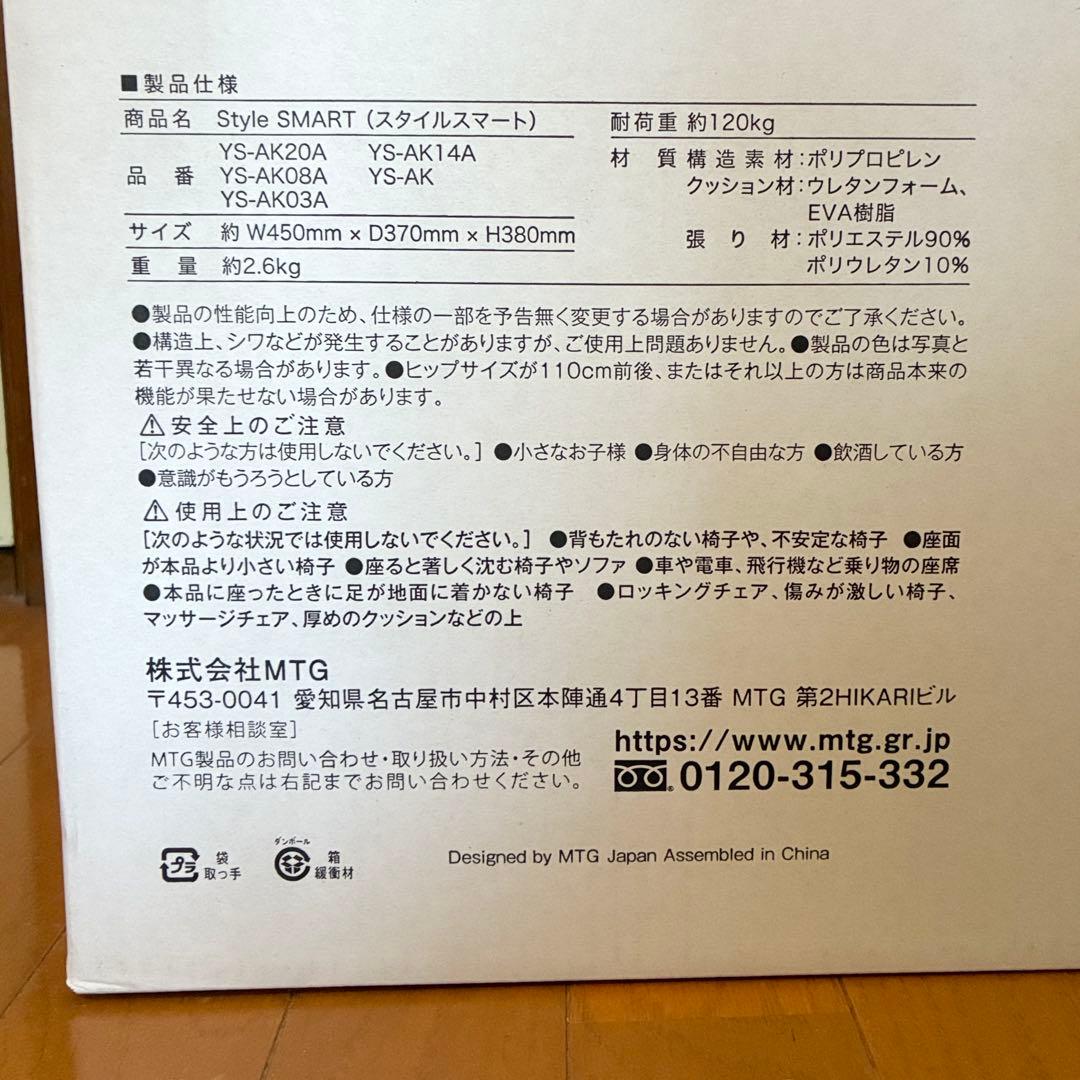 ■製品仕様
商品名 Style SMART（スタイルスマート）
品番 YS-AK20A YS-AK14A
YS-AK08A YS-AK
YS-AK03A
サイズ 約 W450mm × D370mm × H380mm
重量 約2.6kg
耐荷重 約120kg
材質 構造素材：ポリプロピレン
クッション材：ウレタンフォーム、
EVA樹脂
張り材：ポリエステル90%
ポリウレタン10%
●製品の性能向上のため、仕様の一部を予告無く変更する場合がありますのでご了承ください。
●構造上、シワなどが発生することがありますが、ご使用上問題ありません。●製品の色は写真と
若干異なる場合があります。●ヒップサイズが110cm前後、またはそれ以上の方は商品本来の
機能が果たせない場合があります。
⚠安全上のご注意
［次のような方は使用しないでください。］ ●小さなお子様 ●身体の不自由な方 ●飲酒している方
●意識がもうろうとしている方
⚠使用上のご注意
［次のような状況では使用しないでください。］ ●背もたれのない椅子や、不安定な椅子 ●座面
が本品より小さい椅子 ●座ると著しく沈む椅子やソファ ●車や電車、飛行機など乗り物の座席
●本品に座ったときに足が地面に着かない椅子 ●ロッキングチェア、傷みが激しい椅子、
マッサージチェア、厚めのクッションなどの上
株式会社MTG
〒453-0041 愛知県名古屋市中村区本陣通4丁目13番 MTG 第2HIKARIビル
［お客様相談室］
MTG製品のお問い合わせ・取り扱い方法・その他
ご不明な点は右記までお問い合わせください。
https://www.mtg.gr.jp
0120-315-332
プラ 袋
取っ手
ダンボール
箱
緩衝材
Designed by MTG Japan Assembled in China